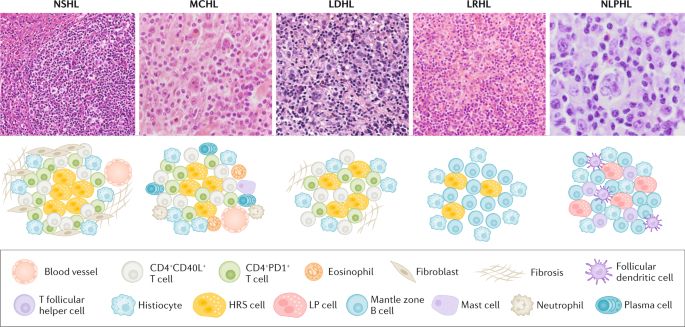 NSHL MCHL LDHL LRHL NLPHL
Blood vessel CD4⁺CD40L⁺ T cell CD4⁺PD1⁺ T cell Eosinophil Fibroblast Fibrosis Follicular dendritic cell
T follicular helper cell Histiocyte HRS cell LP cell Mantle zone B cell Mast cell Neutrophil Plasma cell